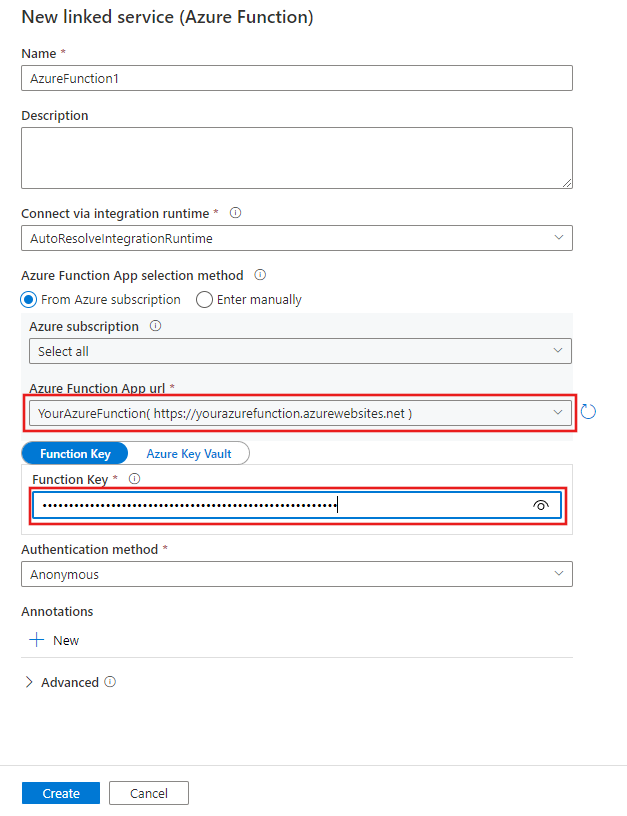 New linked service (Azure Function)
Name *
AzureFunction1
Description
Connect via integration runtime *
AutoResolveIntegrationRuntime
Azure Function App selection method
From Azure subscription Enter manually
Azure subscription
Select all
Azure Function App url *
YourAzureFunction( https://yourazurefunction.azurewebsites.net )
Function Key Azure Key Vault
Function Key *
Authentication method *
Anonymous
Annotations
New
Advanced
Create Cancel